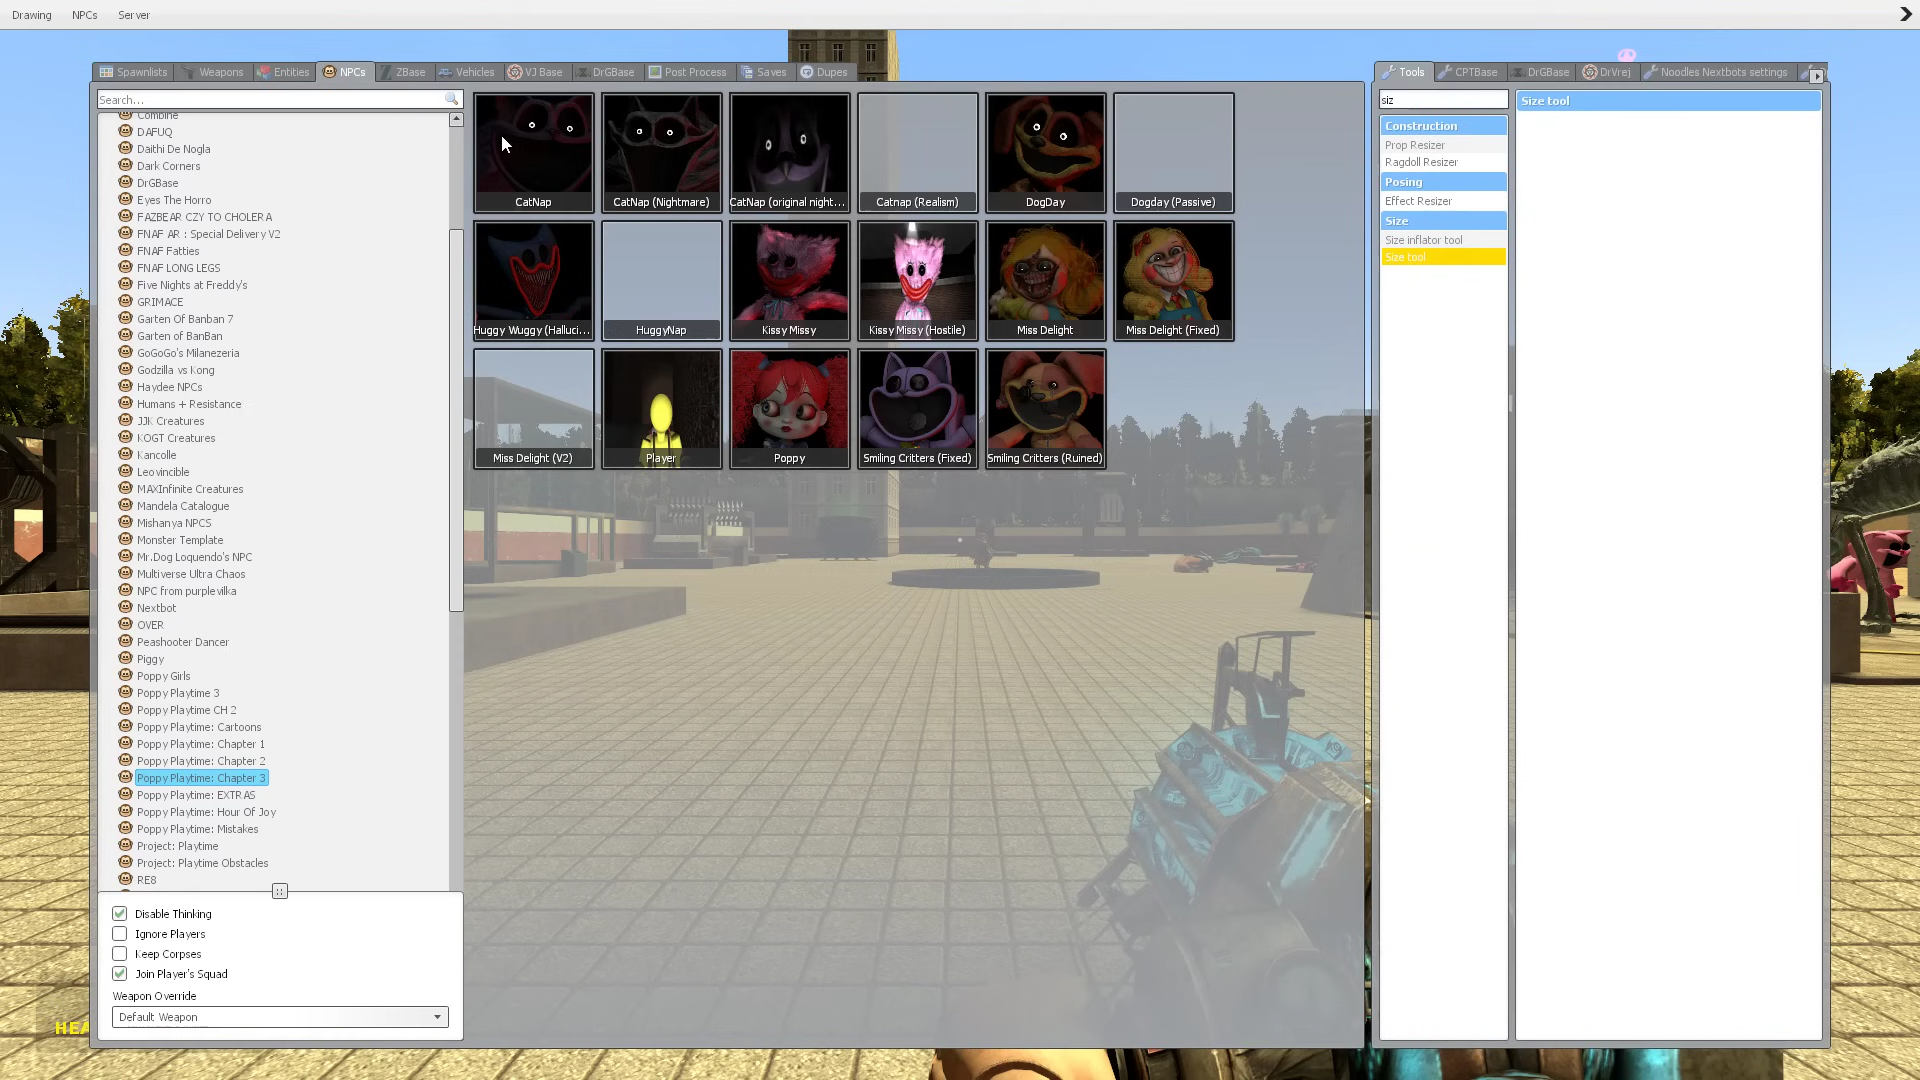 Drawing NPCs Server
Spawnlists Weapons Entities NPCs ZBase Vehicles VJ Base DrGBase Post Process Saves Dupes
Tools CPTBase DrGBase DrVrej Noodles Nextbots settings
Search...
Combine
DAFUQ
Daithi De Nogla
Dark Corners
DrGBase
Eyes The Horro
FAZBEAR CZY TO CHOLERA
FNAF AR : Special Delivery V2
FNAF Fatties
FNAF LONG LEGS
Five Nights at Freddy's
GRIMACE
Garten Of Banban 7
Garten of BanBan
GoGoGo's Milanezeria
Godzilla vs Kong
Haydee NPCs
Humans + Resistance
JJK Creatures
KOGT Creatures
Kancolle
Leovincible
MAXInfinite Creatures
Mandela Catalogue
Mishanya NPCS
Monster Template
Mr.Dog Loquendo's NPC
Multiverse Ultra Chaos
NPC from purplevilka
Nextbot
OVER
Peashooter Dancer
Piggy
Poppy Girls
Poppy Playtime 3
Poppy Playtime CH 2
Poppy Playtime: Cartoons
Poppy Playtime: Chapter 1
Poppy Playtime: Chapter 2
Poppy Playtime: Chapter 3
Poppy Playtime: EXTRAS
Poppy Playtime: Hour Of Joy
Poppy Playtime: Mistakes
Project: Playtime
Project: Playtime Obstacles
RE8
Disable Thinking
Ignore Players
Keep Corpses
Join Player's Squad
Weapon Override
Default Weapon
CatNap
CatNap (Nightmare)
CatNap (original night...
Catnap (Realism)
DogDay
Dogday (Passive)
Huggy Wuggy (Halluci...
HuggyNap
Kissy Missy
Kissy Missy (Hostile)
Miss Delight
Miss Delight (Fixed)
Miss Delight (V2)
Player
Poppy
Smiling Critters (Fixed)
Smiling Critters (Ruined)
siz
Construction
Prop Resizer
Ragdoll Resizer
Posing
Effect Resizer
Size
Size inflator tool
Size tool
Size tool
HEA